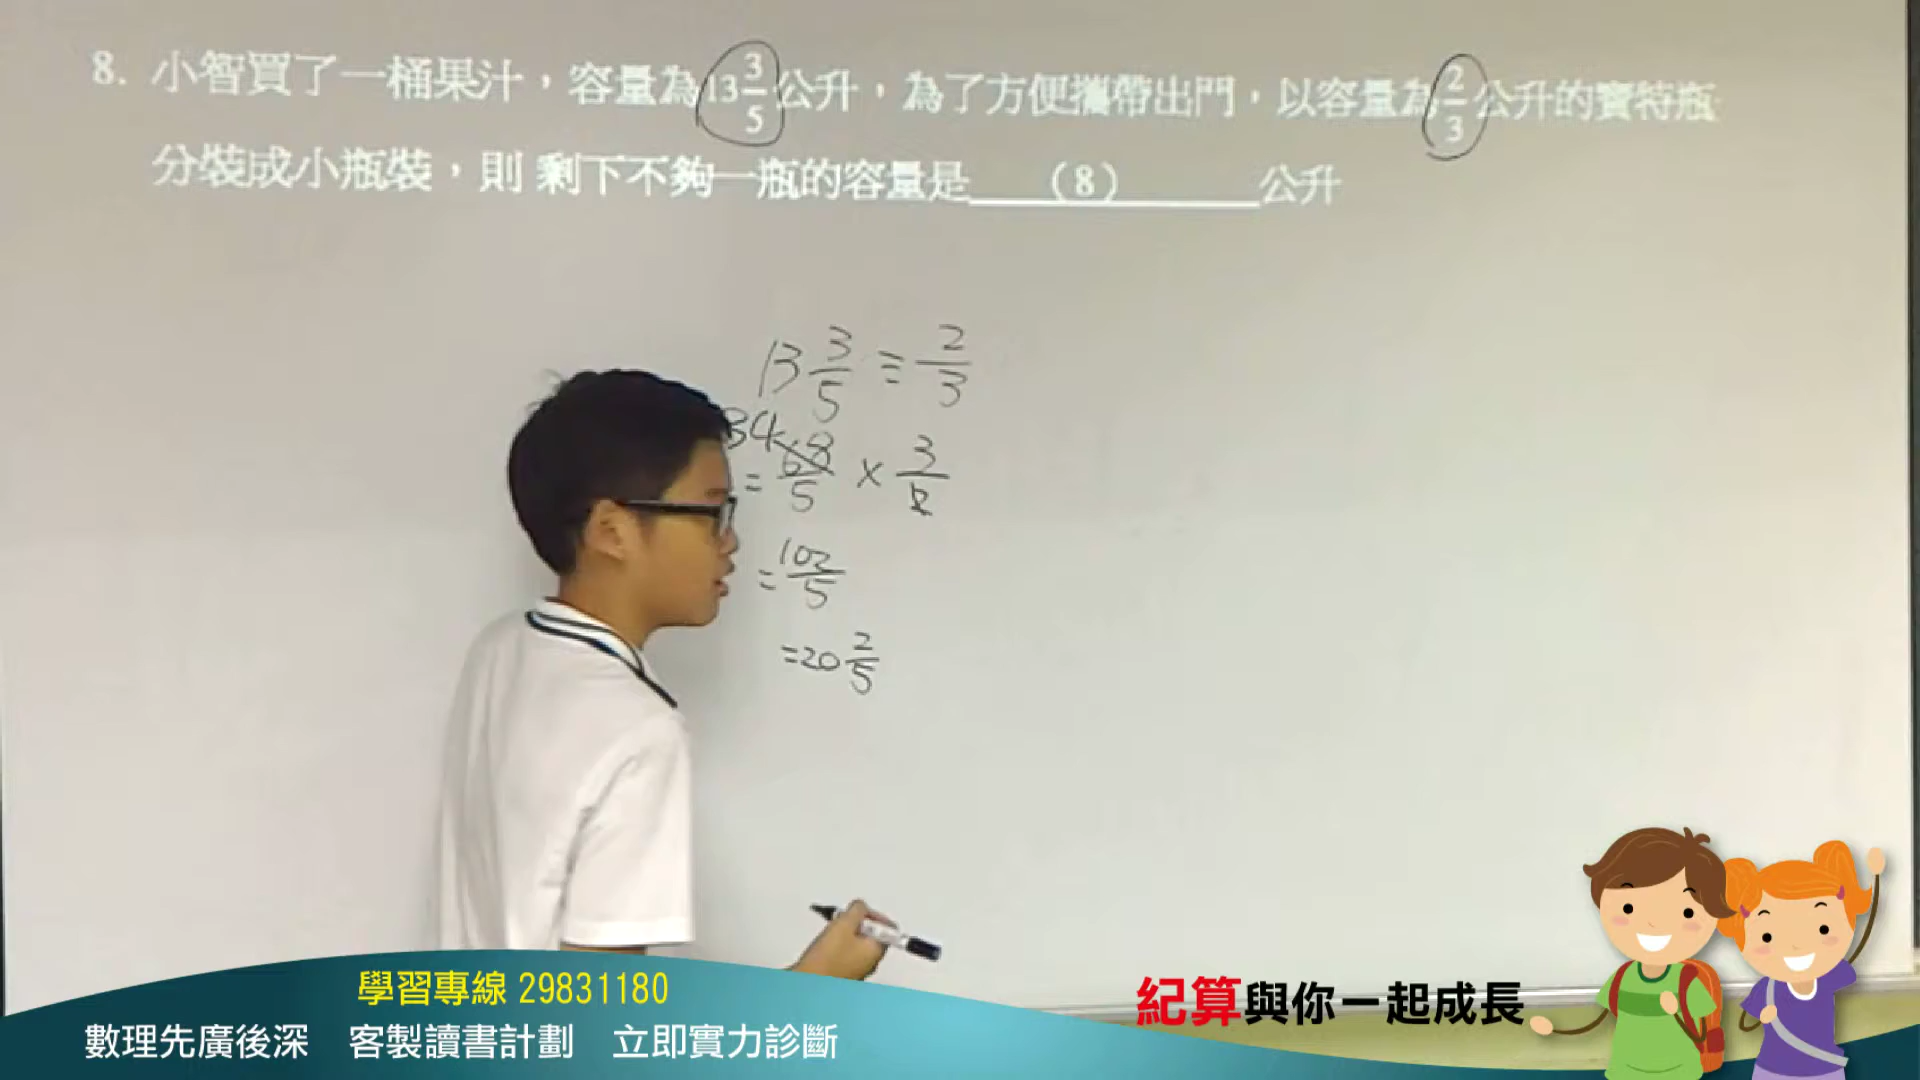 8. 小智買了一桶果汁，容量為13 3/5公升，為了方便攜帶出門，以容量為2/3公升的寶特瓶
分裝成小瓶裝，則 剩下不夠一瓶的容量是 （8） 公升
13 3/5 ÷ 2/3
34
= 68/5 × 3/2
= 102/5
= 20 2/5
學習專線 29831180
數理先廣後深 客製讀書計劃 立即實力診斷
紀算與你一起成長